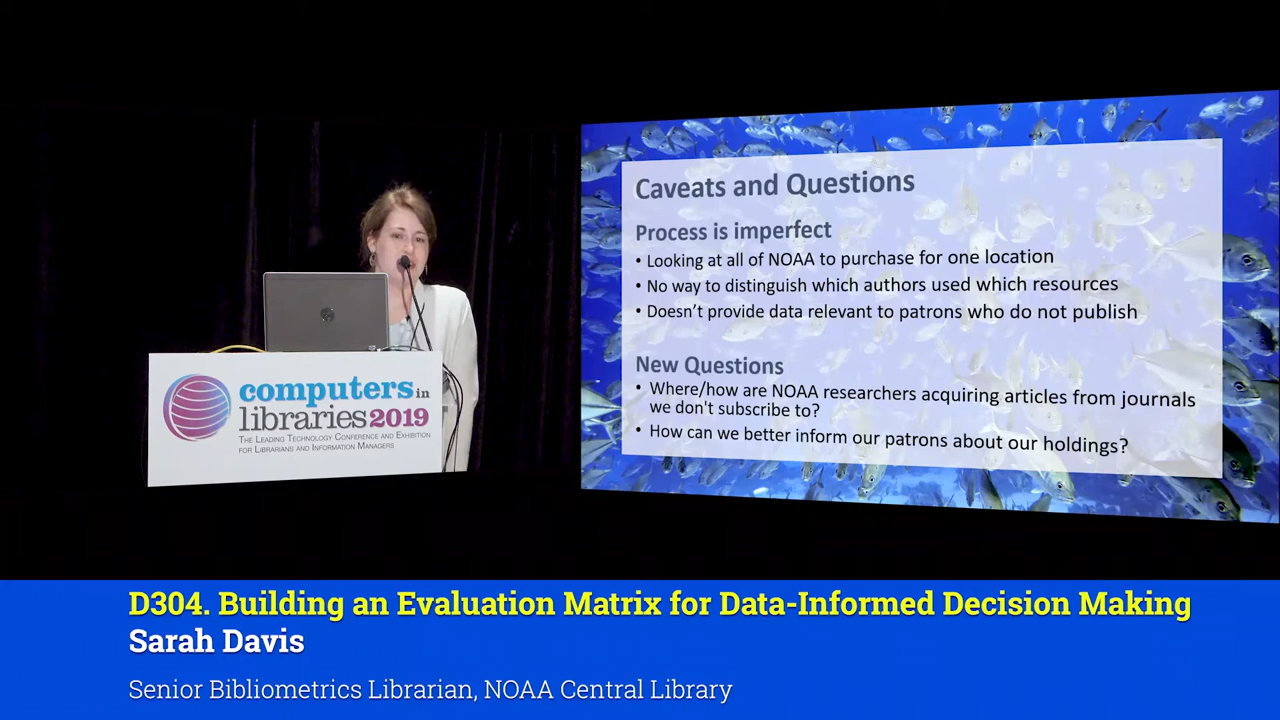 Caveats and Questions
Process is imperfect
• Looking at all of NOAA to purchase for one location
• No way to distinguish which authors used which resources
• Doesn't provide data relevant to patrons who do not publish
New Questions
• Where/how are NOAA researchers acquiring articles from journals
we don't subscribe to?
• How can we better inform our patrons about our holdings?
computers in
libraries 2019
The Leading Technology Conference and Exhibition
for Librarians and Information Managers
D304. Building an Evaluation Matrix for Data-Informed Decision Making
Sarah Davis
Senior Bibliometrics Librarian, NOAA Central Library